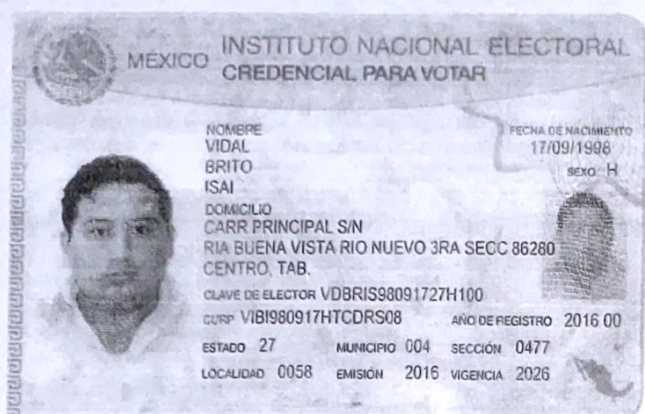 MÉXICO INSTITUTO NACIONAL ELECTORAL
CREDENCIAL PARA VOTAR
NOMBRE
VIDAL
BRITO
ISAI
FECHA DE NACIMIENTO
17/09/1998
SEXO H
DOMICILIO
CARR PRINCIPAL S/N
RIA BUENA VISTA RIO NUEVO 3RA SECC 86280
CENTRO, TAB.
CLAVE DE ELECTOR VDBRIS98091727H100
CURP VIBI980917HTCDRS08 AÑO DE REGISTRO 2016 00
ESTADO 27 MUNICIPIO 004 SECCIÓN 0477
LOCALIDAD 0058 EMISIÓN 2016 VIGENCIA 2026